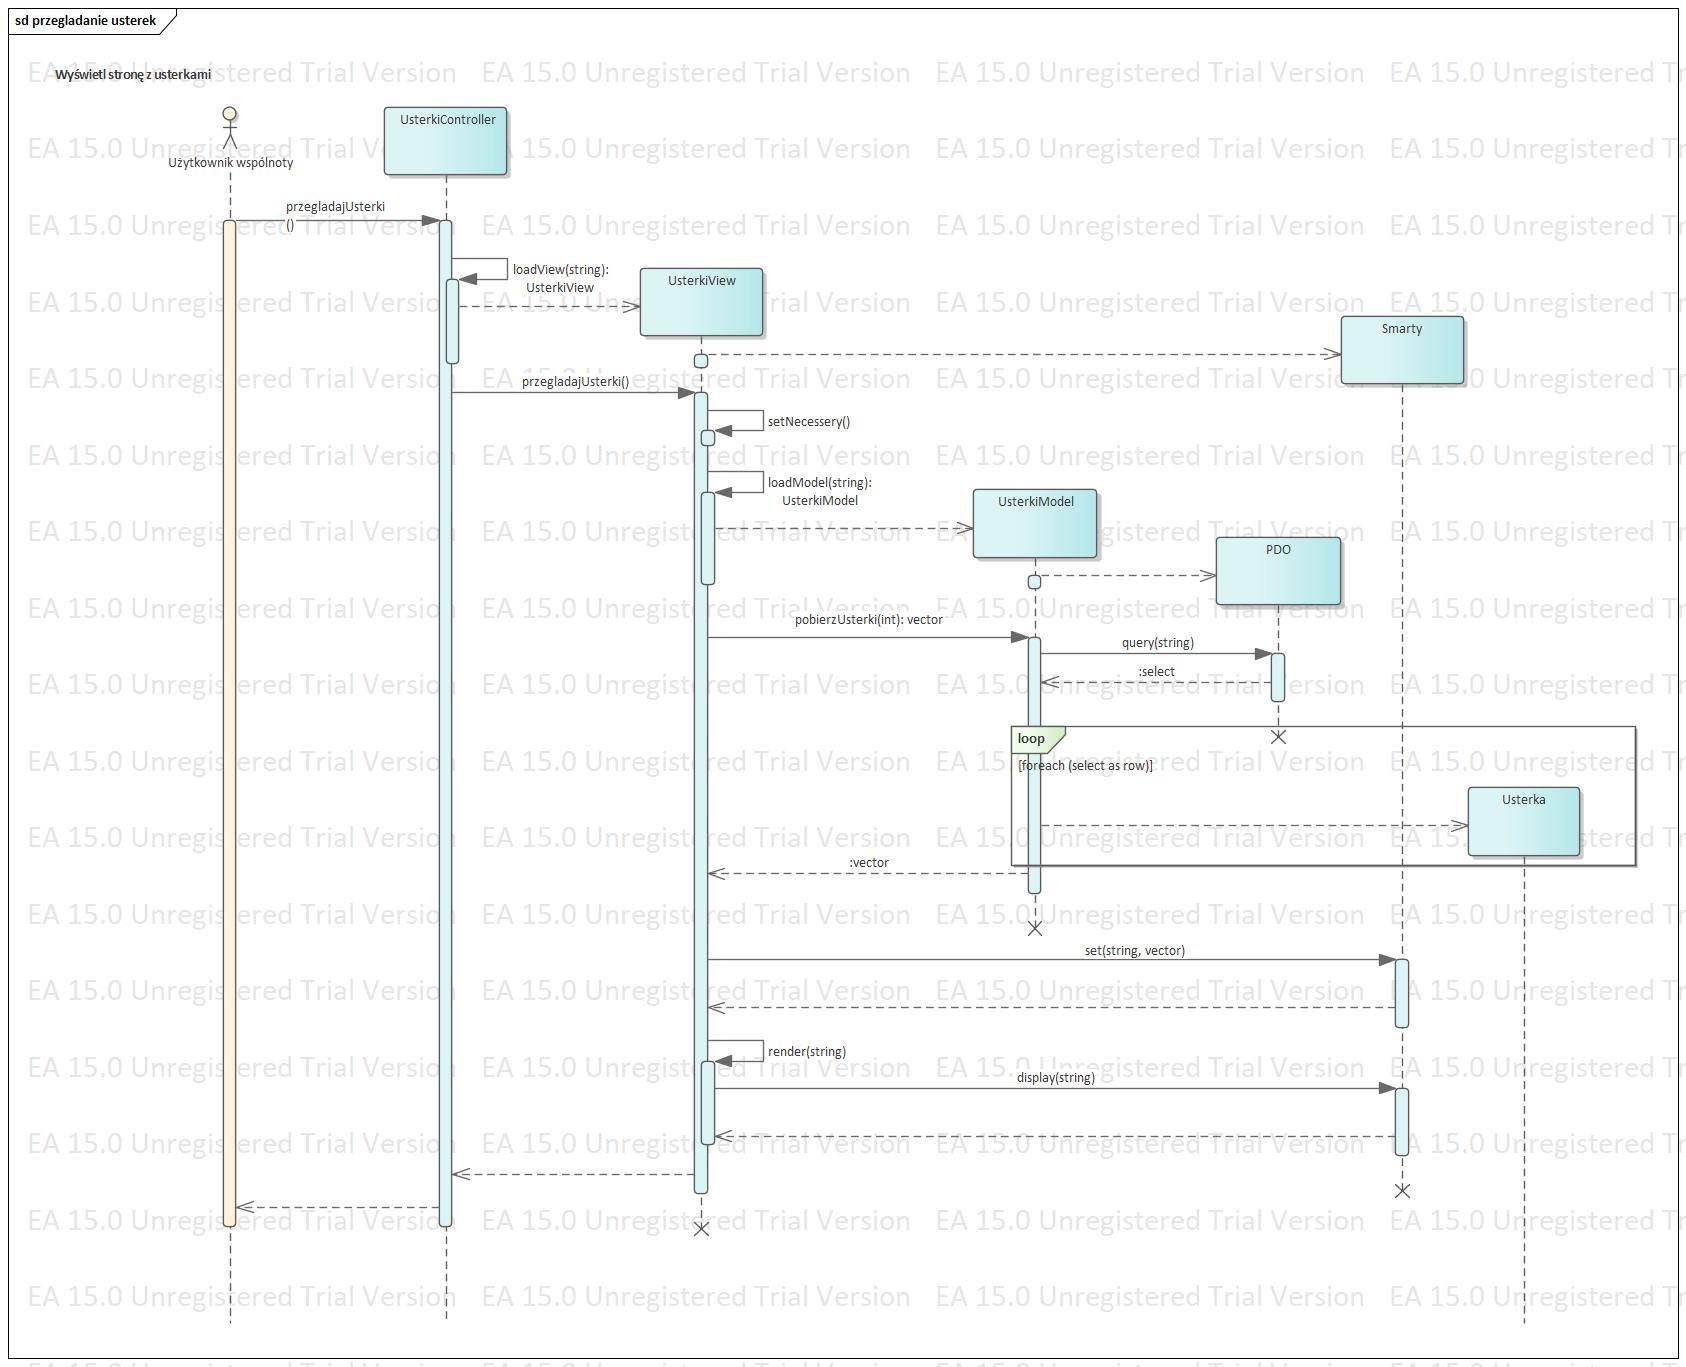 sd przegladanie usterek
EA 15.0 Unregistered Trial Version
Wyświetl stronę z usterkami
Użytkownik wspólnoty
UsterkiController
przegladajUsterki
()
loadView(string):
UsterkiView
UsterkiView
Smarty
przegladajUsterki()
setNecessery()
loadModel(string):
UsterkiModel
UsterkiModel
PDO
pobierzUsterki(int): vector
query(string)
:select
loop
[foreach (select as row)]
Usterka
:vector
set(string, vector)
render(string)
display(string)